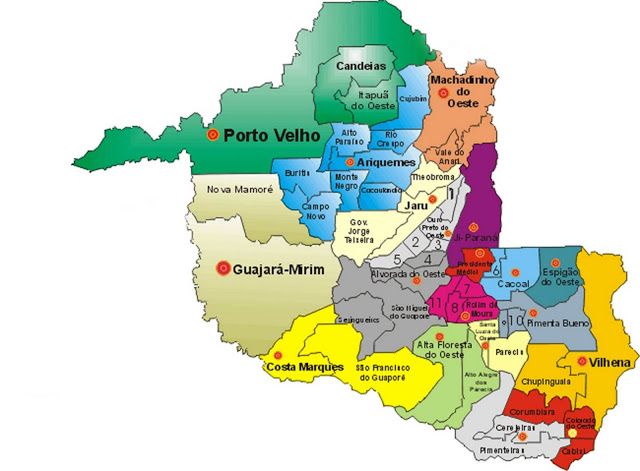 Candeias
Itapuã
do Oeste
Machadinho
do
Oeste
Cujubim
Porto Velho
Alto
Paraíso
Rio
Crespo
Vale do
Anari
Ariquemes
Buritis
Monte
Negro
Cacaulândia
Theobroma
Nova Mamoré
Campo
Novo
Jaru
1
Gov.
Jorge
Teixeira
Ouro
Preto do
Oeste
2
3
Ji-Paraná
5
4
Guajará-Mirim
Alvorada do Oeste
Presidente
Médici
6
Cacoal
Espigão
do Oeste
7
11
8
Rolim de
Moura
São Miguel
do Guaporé
Seringueiras
9
10
Pimenta Bueno
Santa
Luzia do
Oeste
Alta Floresta
do Oeste
Parecis
Costa Marques
São Francisco
do Guaporé
Alto Alegre
dos
Parecis
Chupinguaia
Vilhena
Corumbiara
Colorado
do Oeste
Cerejeiras
Pimenteiras
Cabixi